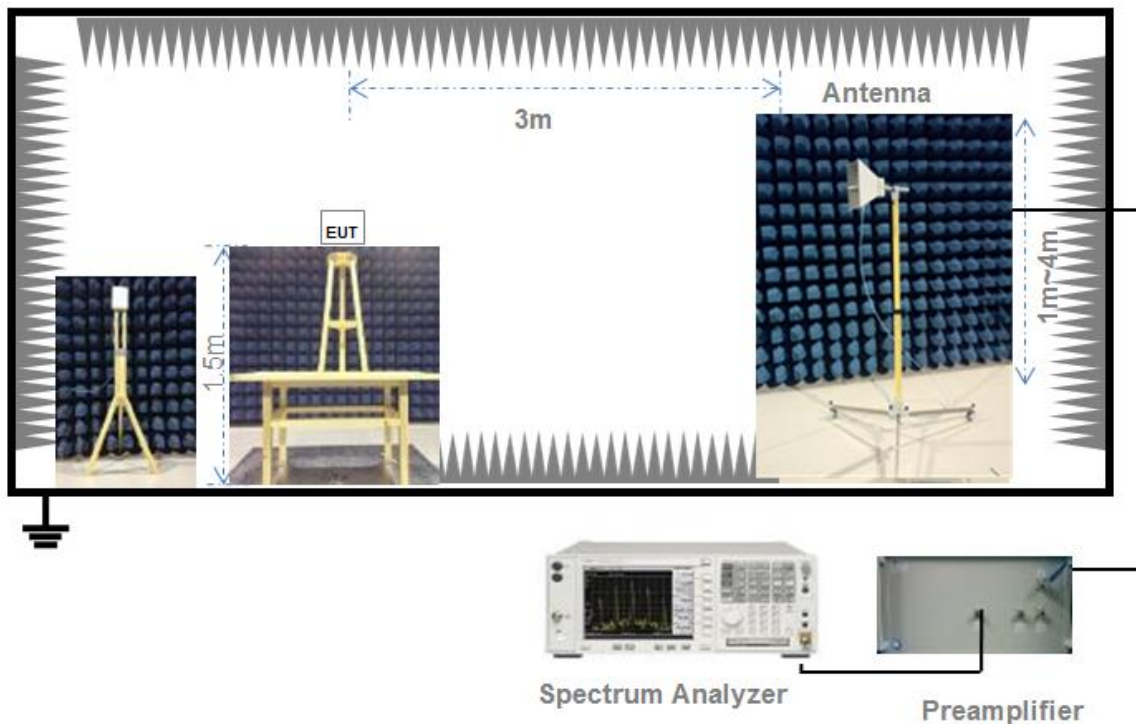 Antenna
3m
EUT
1m~4m
1.5m
Spectrum Analyzer
Preamplifier